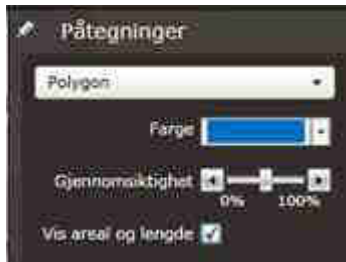 Påtegninger
Polygon
Farge
Gjennomsiktighet
0% 100%
Vis areal og lengde